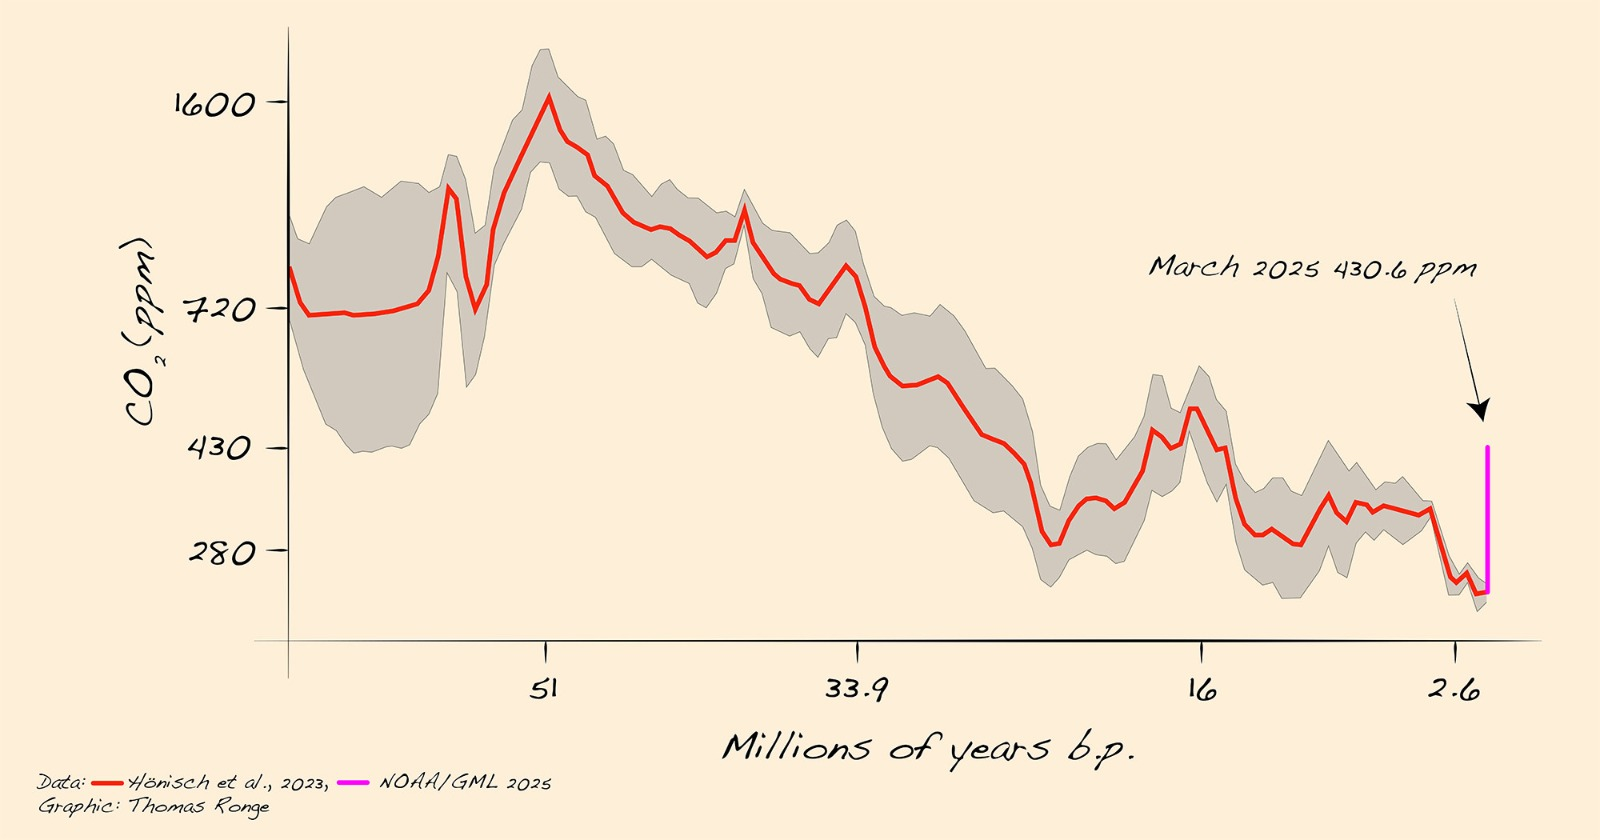 1600
720
430
280
CO₂ (ppm)
March 2025 430.6 ppm
51
33.9
16
2.6
Millions of years b.p.
Data: Hönisch et al., 2023, NOAA/GML 2025
Graphic: Thomas Ronge